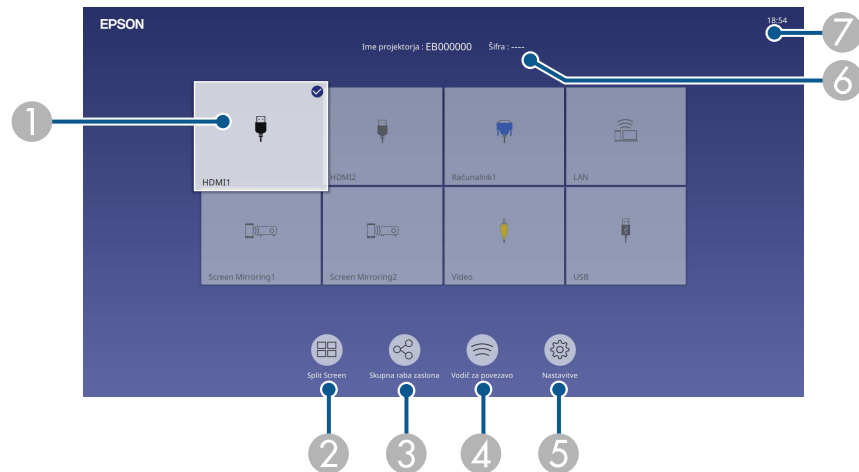 EPSON
18:54
7
Ime projektorja : EB000000 Šifra : ----
6
1
HDMI1
HDMI2
Računalnik1
LAN
Screen Mirroring1
Screen Mirroring2
Video
USB
Split Screen
Skupna raba zaslona
Vodič za povezavo
Nastavitve
2
3
4
5